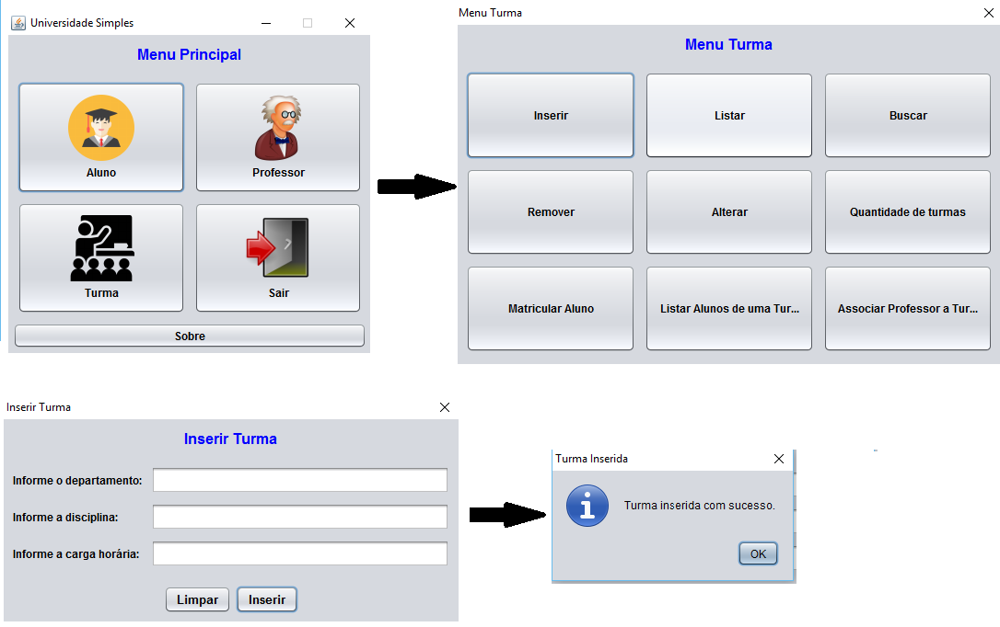 Universidade Simples
Menu Principal
Aluno
Professor
Turma
Sair
Sobre
Menu Turma
Menu Turma
Inserir
Listar
Buscar
Remover
Alterar
Quantidade de turmas
Matricular Aluno
Listar Alunos de uma Tur...
Associar Professor a Tur...
Inserir Turma
Inserir Turma
Informe o departamento:
Informe a disciplina:
Informe a carga horária:
Limpar
Inserir
Turma Inserida
Turma inserida com sucesso.
OK